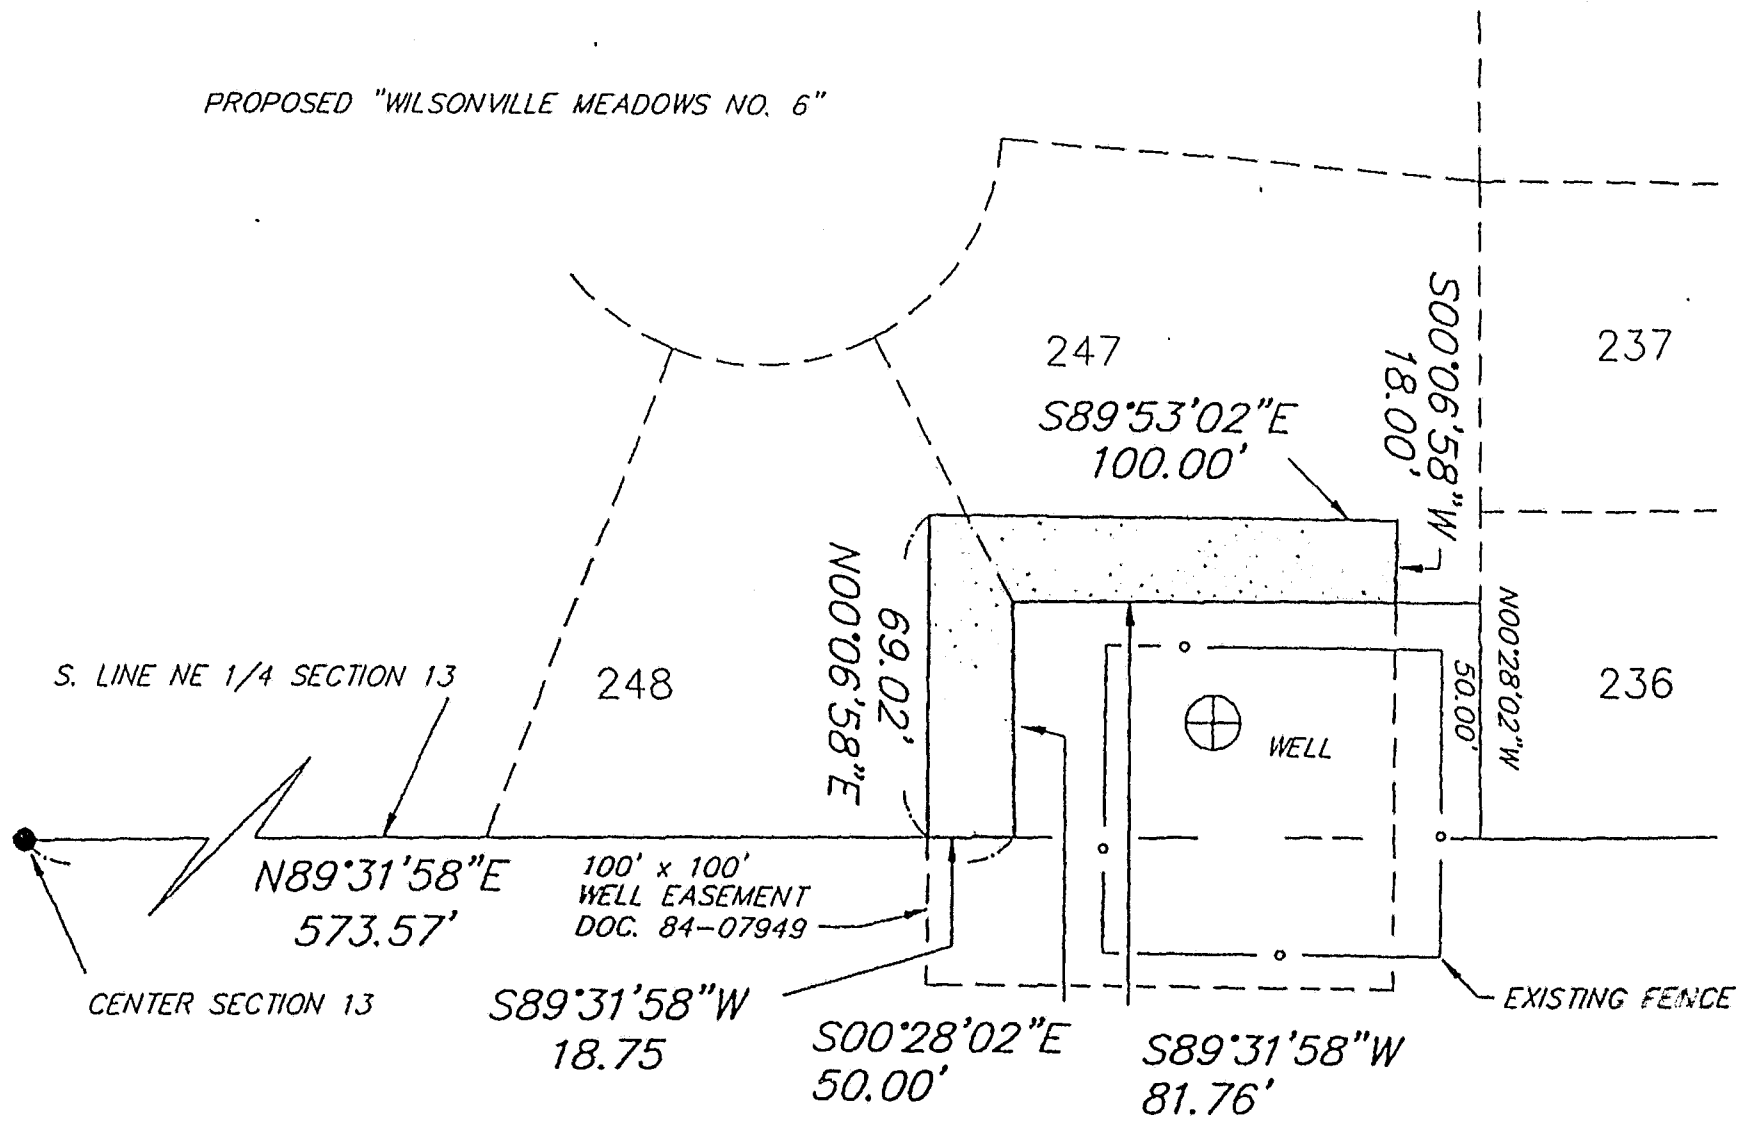 PROPOSED "WILSONVILLE MEADOWS NO. 6"
247
237
S89°53'02"E
100.00'
S00°06'58"W
18.00'
N00°06'58"E
69.02'
N00°28'02"W
50.00'
S. LINE NE 1/4 SECTION 13
248
236
WELL
N89°31'58"E
573.57'
100' x 100'
WELL EASEMENT
DOC. 84-07949
CENTER SECTION 13
S89°31'58"W
18.75
S00°28'02"E
50.00'
S89°31'58"W
81.76'
EXISTING FENCE